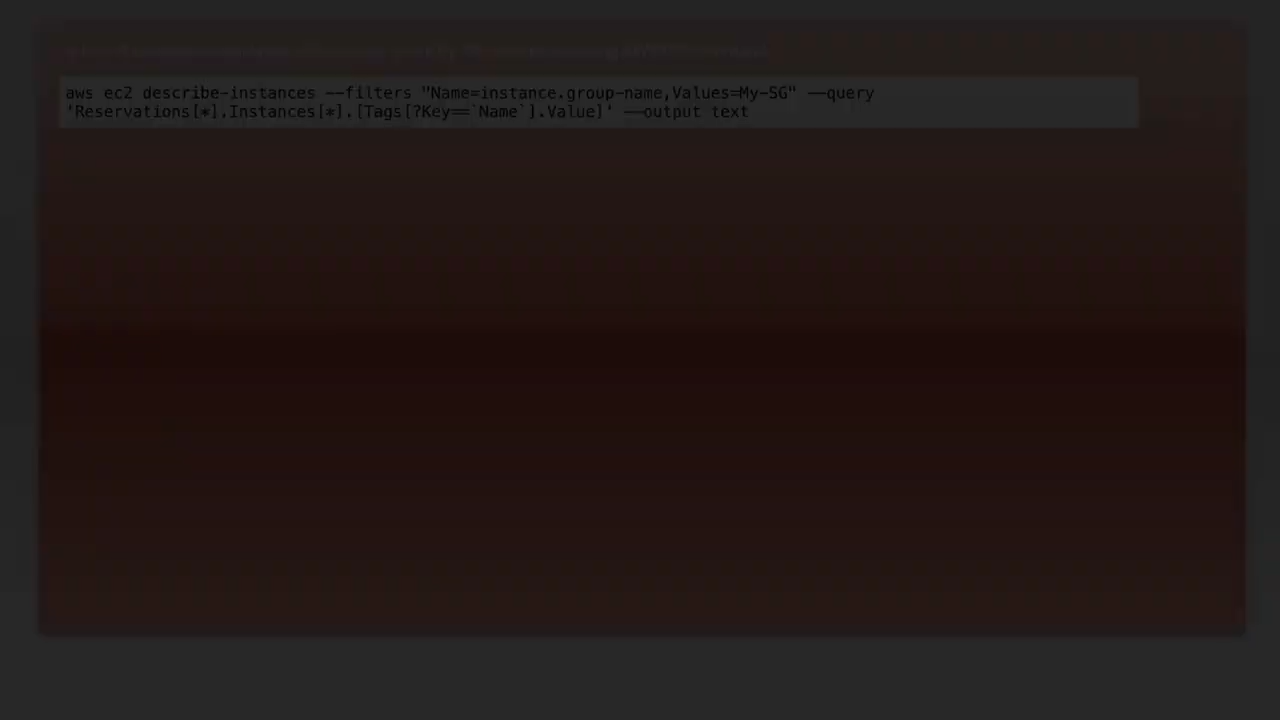 aws ec2 describe-instances --filters "Name=instance.group-name,Values=My-SG" --query
'Reservations[*].Instances[*].[Tags[?Key==`Name`].Value]' --output text